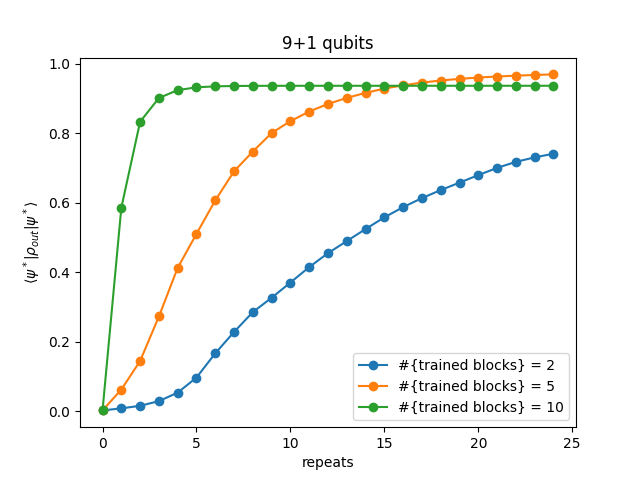 9+1 qubits
⟨ψ*|ρ_out|ψ*⟩
1.0
0.8
0.6
0.4
0.2
0.0
0 5 10 15 20 25
repeats
#{trained blocks} = 2
#{trained blocks} = 5
#{trained blocks} = 10